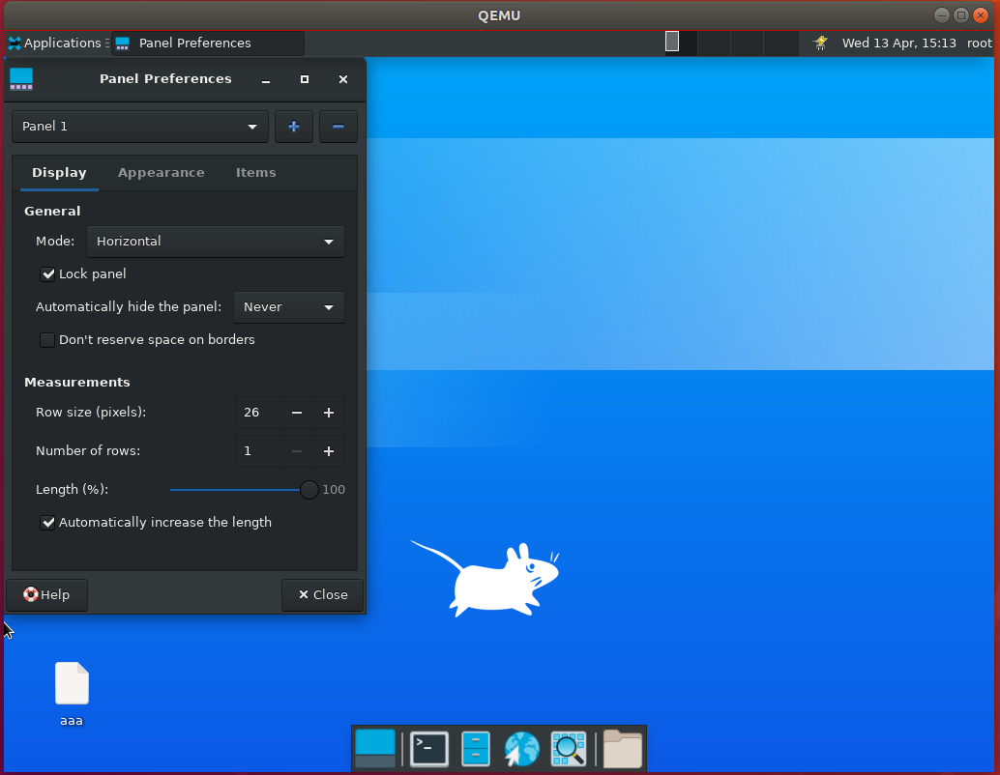 QEMU
Applications Panel Preferences Wed 13 Apr, 15:13 root
Panel Preferences
Panel 1
Display Appearance Items
General
Mode: Horizontal
Lock panel
Automatically hide the panel: Never
Don't reserve space on borders
Measurements
Row size (pixels): 26
Number of rows: 1
Length (%): 100
Automatically increase the length
Help Close
aaa